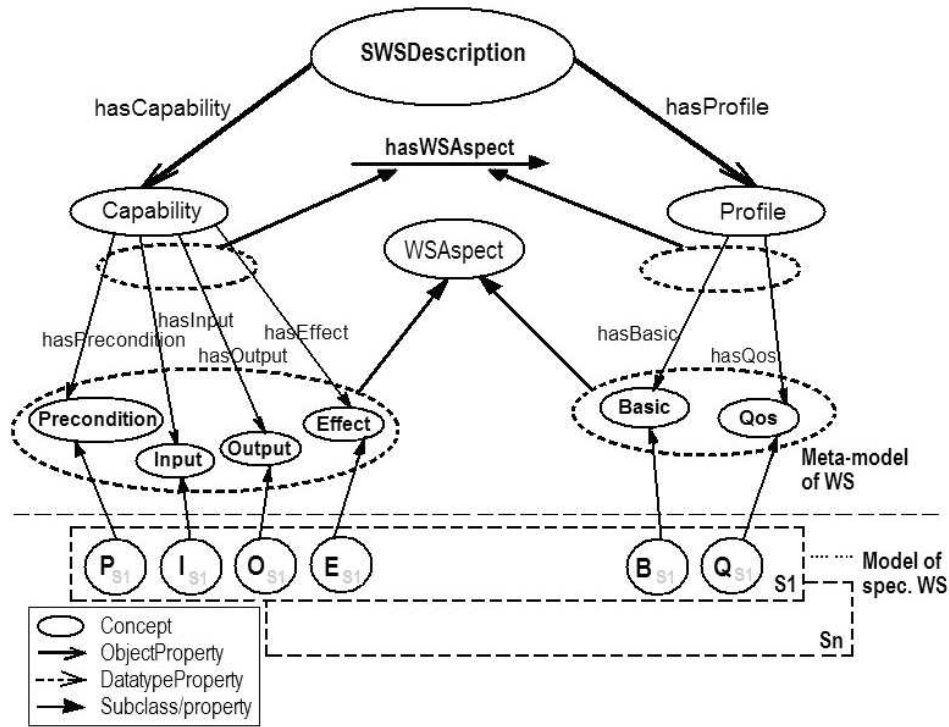 SWSDescription
hasCapability
hasProfile
hasWSAspect
Capability
Profile
WSAspect
hasPrecondition
hasInput
hasOutput
hasEffect
hasBasic
hasQos
Precondition
Input
Output
Effect
Basic
Qos
Meta-model
of WS
P S1
I S1
O S1
E S1
B S1
Q S1
S1
Model of
spec. WS
Sn
Concept
ObjectProperty
DatatypeProperty
Subclass/property